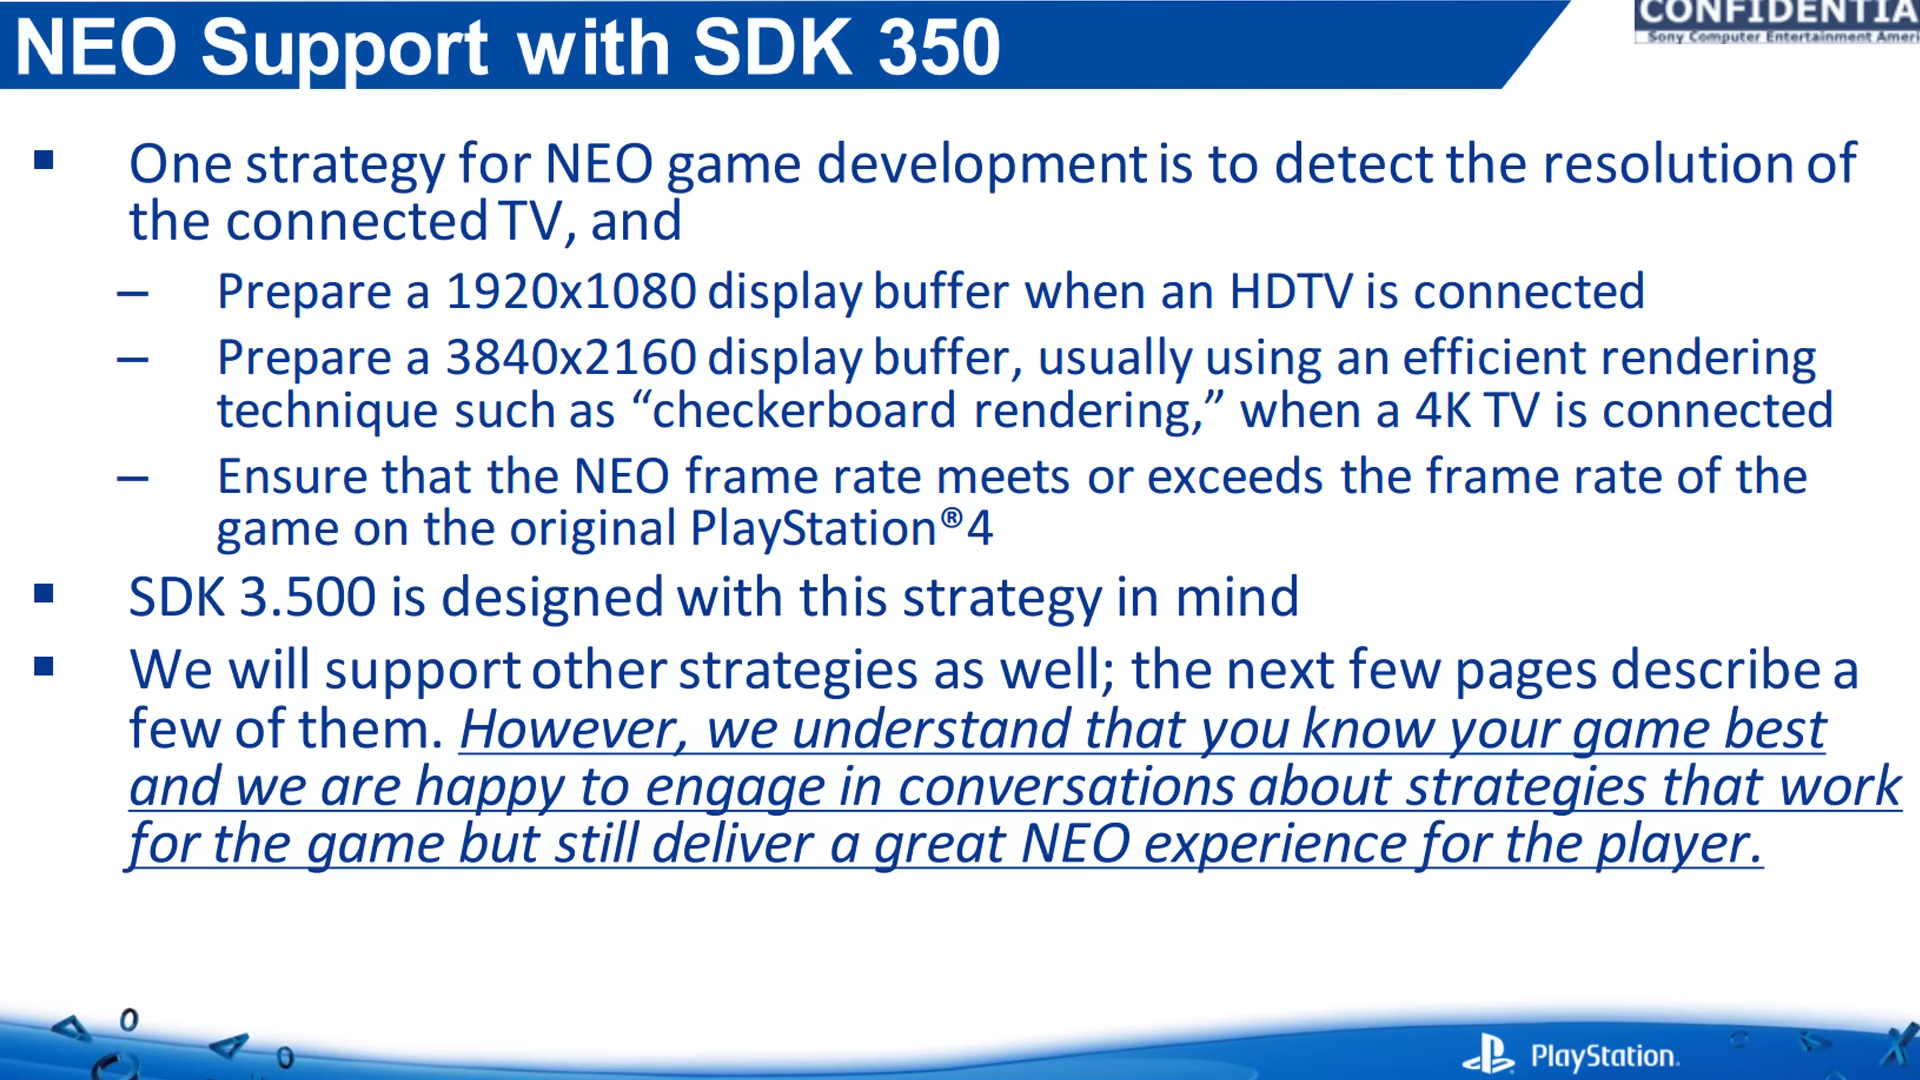 NEO Support with SDK 350
CONFIDENTIA
Sony Computer Entertainment Ameri
▪ One strategy for NEO game development is to detect the resolution of
the connected TV, and
– Prepare a 1920x1080 display buffer when an HDTV is connected
– Prepare a 3840x2160 display buffer, usually using an efficient rendering
technique such as “checkerboard rendering,” when a 4K TV is connected
– Ensure that the NEO frame rate meets or exceeds the frame rate of the
game on the original PlayStation®4
▪ SDK 3.500 is designed with this strategy in mind
▪ We will support other strategies as well; the next few pages describe a
few of them. However, we understand that you know your game best
and we are happy to engage in conversations about strategies that work
for the game but still deliver a great NEO experience for the player.
PlayStation